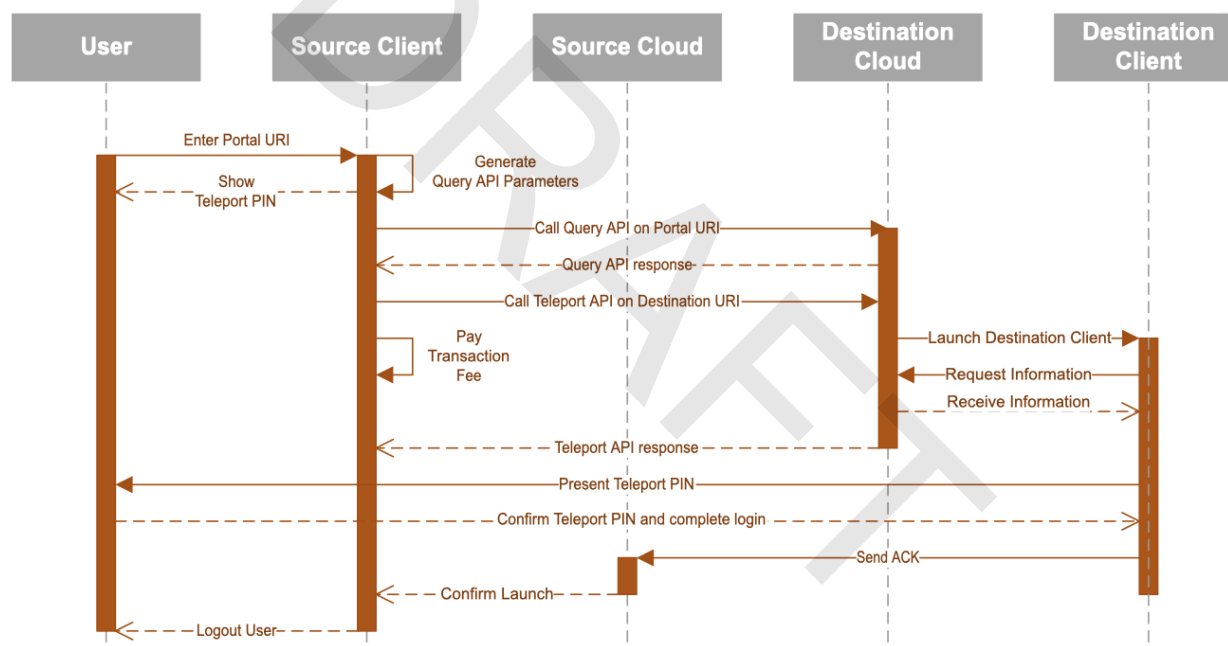 User
Source Client
Source Cloud
Destination
Cloud
Destination
Client
Enter Portal URI
Generate
Query API Parameters
Show
Teleport PIN
Call Query API on Portal URI
Query API response
Call Teleport API on Destination URI
Pay
Transaction
Fee
Launch Destination Client
Request Information
Receive Information
Teleport API response
Present Teleport PIN
Confirm Teleport PIN and complete login
Send ACK
Confirm Launch
Logout User
DRAFT